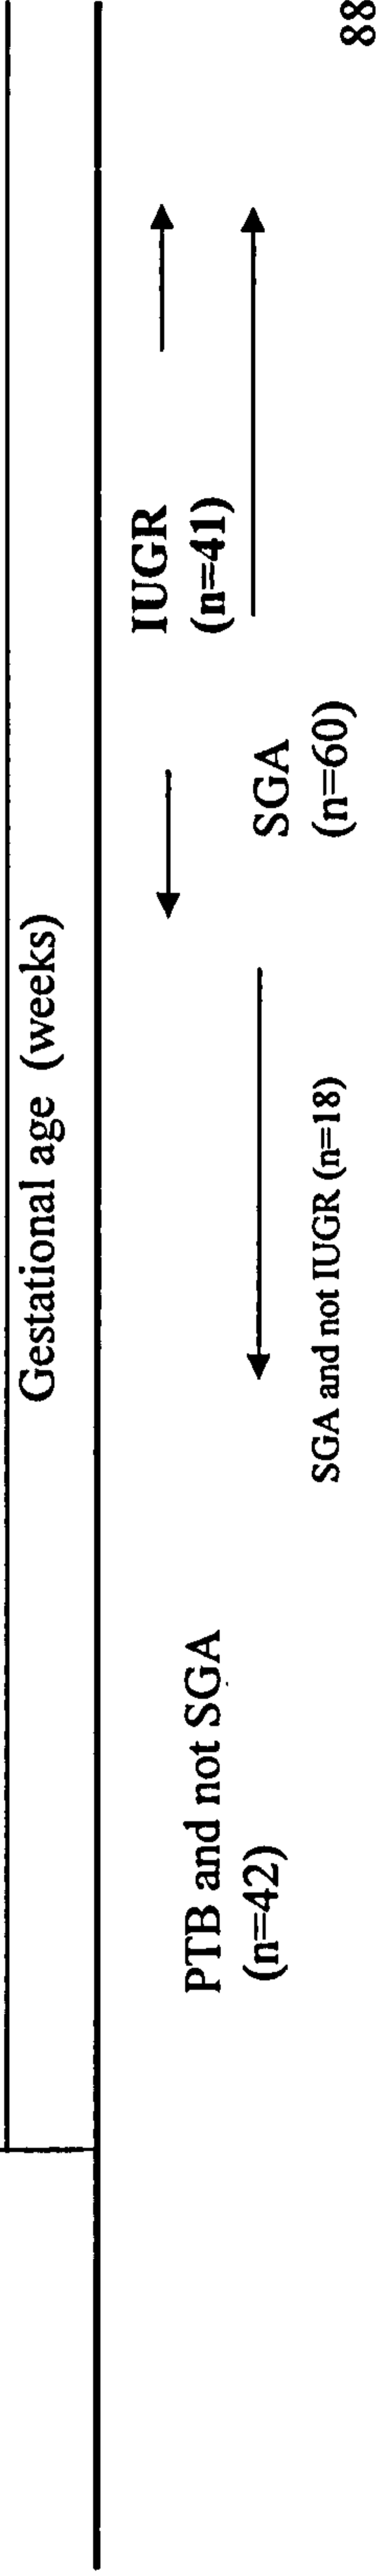 Gestational age (weeks)
IUGR
(n=41)
PTB and not SGA
(n=42)
SGA
(n=60)
SGA and not IUGR (n=18)
88